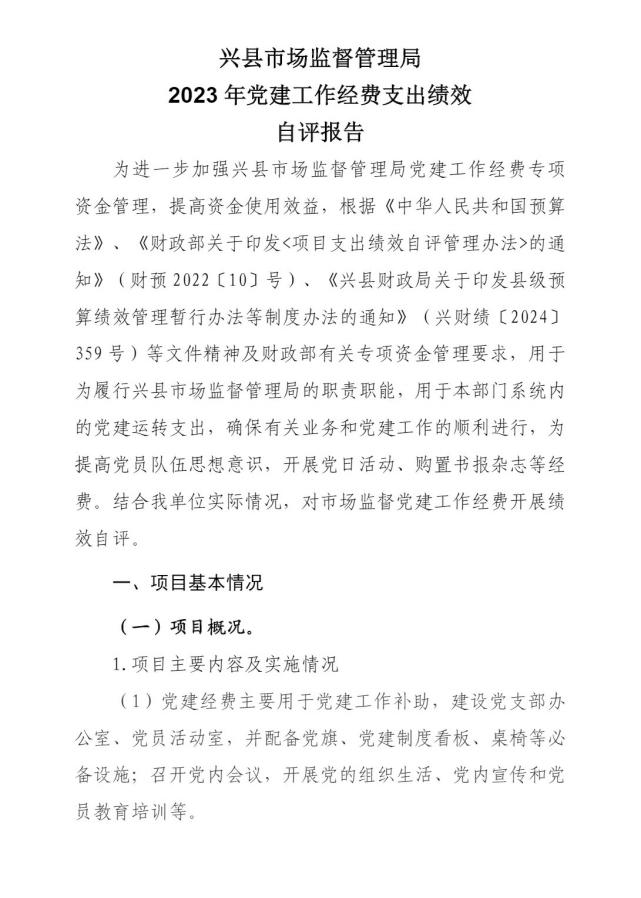 兴县市场监督管理局
2023 年党建工作经费支出绩效
自评报告
为进一步加强兴县市场监督管理局党建工作经费专项
资金管理，提高资金使用效益，根据《中华人民共和国预算
法》、《财政部关于印发<项目支出绩效自评管理办法>的通
知》（财预 2022〔10〕号）、《兴县财政局关于印发县级预
算绩效管理暂行办法等制度办法的通知》（兴财绩〔2024〕
359 号）等文件精神及财政部有关专项资金管理要求，用于
为履行兴县市场监督管理局的职责职能，用于本部门系统内
的党建运转支出，确保有关业务和党建工作的顺利进行，为
提高党员队伍思想意识，开展党日活动、购置书报杂志等经
费。结合我单位实际情况，对市场监督党建工作经费开展绩
效自评。
一、项目基本情况
（一）项目概况。
1.项目主要内容及实施情况
（1）党建经费主要用于党建工作补助，建设党支部办
公室、党员活动室，并配备党旗、党建制度看板、桌椅等必
备设施；召开党内会议，开展党的组织生活、党内宣传和党
员教育培训等。